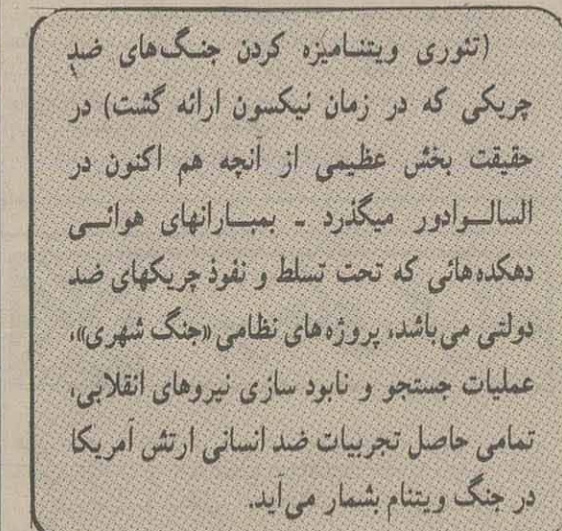 (تئوری ویتنامیزه کردن جنگ‌های ضد
چریکی که در زمان نیکسون ارائه گشت) در
حقیقت بخش عظیمی از آنچه هم اکنون در
السالوادور میگذرد - بمبارانهای هوائی
دهکده‌هائی که تحت تسلط و نفوذ چریکهای ضد
دولتی می‌باشد، پروژه‌های نظامی «جنگ شهری»،
عملیات جستجو و نابود سازی نیروهای انقلابی،
تمامی حاصل تجربیات ضد انسانی ارتش آمریکا
در جنگ ویتنام بشمار می‌آید.